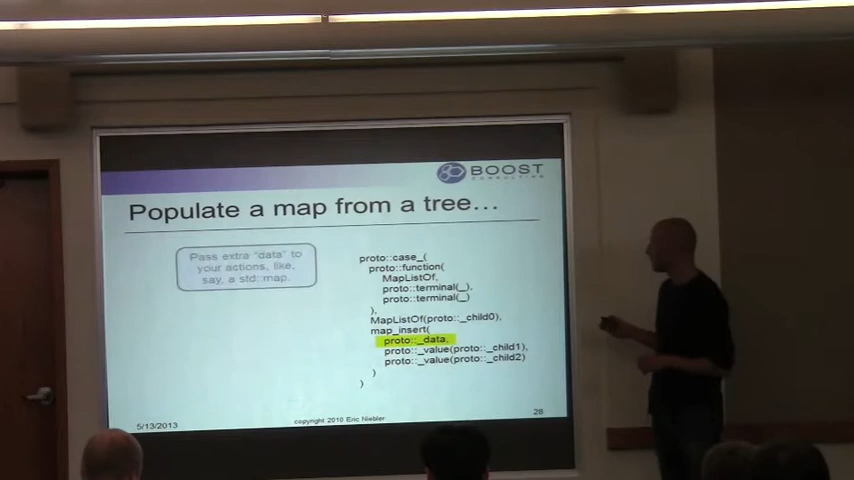 BOOST
CONSULTING
Populate a map from a tree...
Pass extra "data" to
your actions, like,
say, a std::map.
proto::case_(
proto::function(
MapListOf,
proto::terminal(_),
proto::terminal(_)
),
MapListOf(proto::_child0),
map_insert(
proto::_data,
proto::_value(proto::_child1),
proto::_value(proto::_child2)
)
)
5/13/2013
copyright 2010 Eric Niebler
28